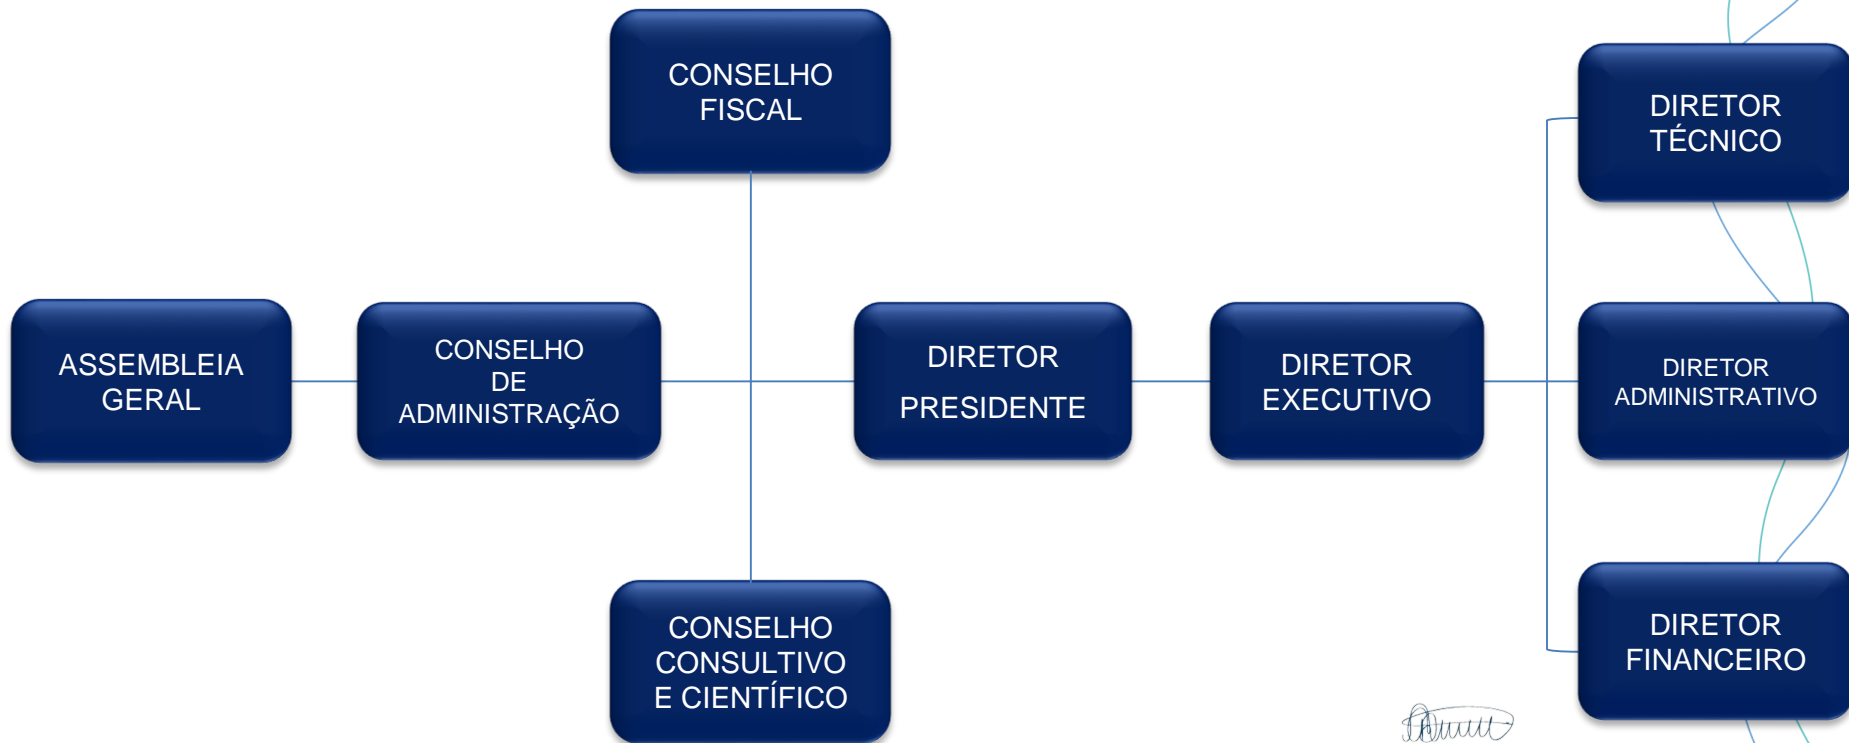 CONSELHO
FISCAL
DIRETOR
TÉCNICO
ASSEMBLEIA
GERAL
CONSELHO
DE
ADMINISTRAÇÃO
DIRETOR
PRESIDENTE
DIRETOR
EXECUTIVO
DIRETOR
ADMINISTRATIVO
CONSELHO
CONSULTIVO
E CIENTÍFICO
DIRETOR
FINANCEIRO